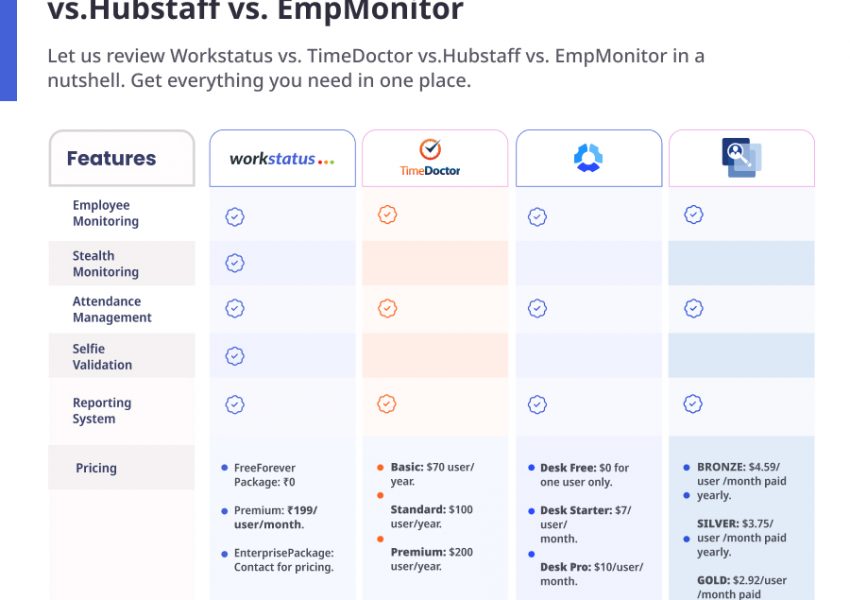 vs.Hubstaff vs. EmpMonitor
Let us review Workstatus vs. TimeDoctor vs.Hubstaff vs. EmpMonitor in a
nutshell. Get everything you need in one place.
Features
workstatus...
TimeDoctor
Employee
Monitoring
Stealth
Monitoring
Attendance
Management
Selfie
Validation
Reporting
System
Pricing
FreeForever
Package: ₹0
Premium: ₹199/
user/month.
EnterprisePackage:
Contact for pricing.
Basic: $70 user/
year.
Standard: $100
user/year.
Premium: $200
user/year.
Desk Free: $0 for
one user only.
Desk Starter: $7/
user/
month.
Desk Pro: $10/user/
month.
BRONZE: $4.59/
user /month paid
yearly.
SILVER: $3.75/
user /month paid
yearly.
GOLD: $2.92/user
/month paid